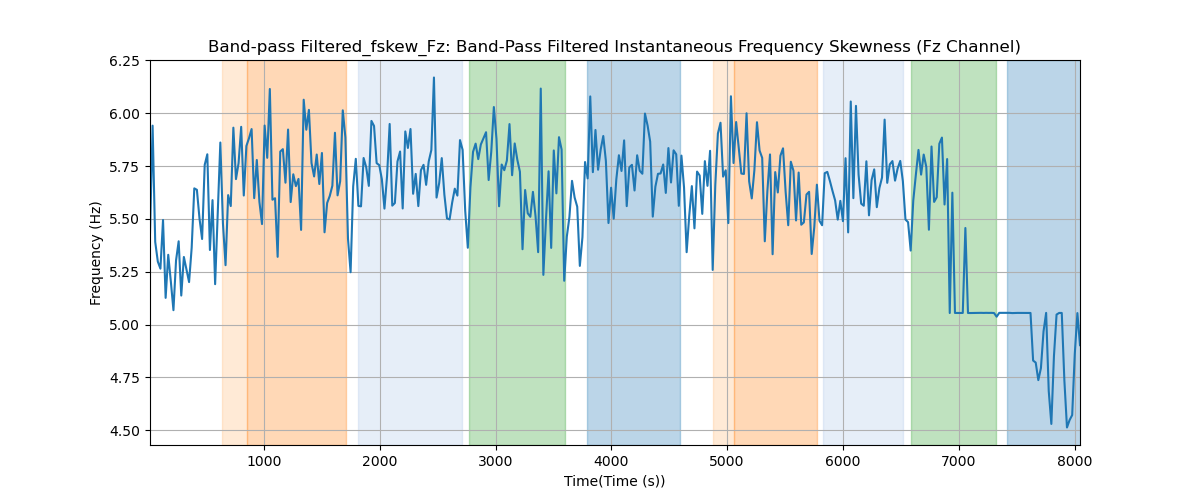 Band-pass Filtered_fskew_Fz: Band-Pass Filtered Instantaneous Frequency Skewness (Fz Channel)
6.25
6.00
5.75
5.50
5.25
5.00
4.75
4.50
Frequency (Hz)
1000 2000 3000 4000 5000 6000 7000 8000
Time(Time (s))